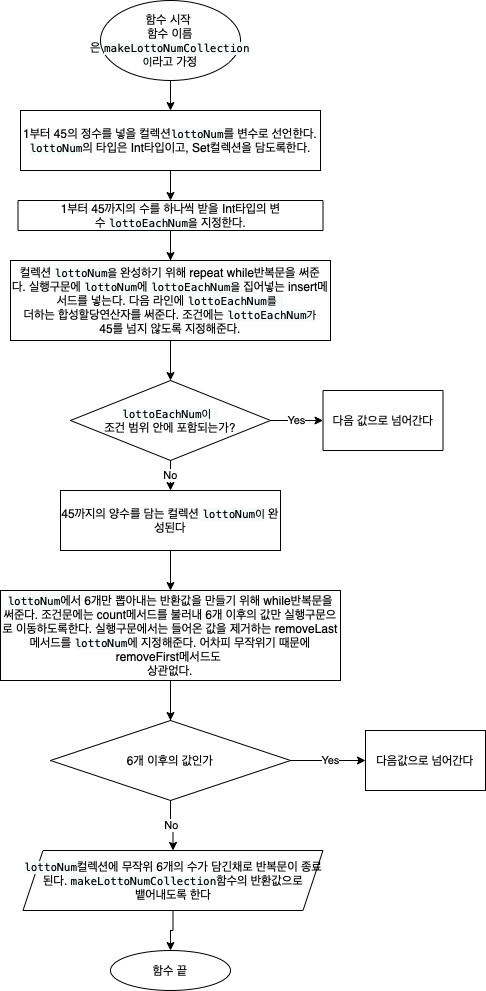 함수 시작
함수 이름
은 makeLottoNumCollection
이라고 가정
1부터 45의 정수를 넣을 컬렉션lottoNum를 변수로 선언한다.
lottoNum의 타입은 Int타입이고, Set컬렉션을 담도록한다.
1부터 45까지의 수를 하나씩 받을 Int타입의 변
수 lottoEachNum을 지정한다.
컬렉션 lottoNum을 완성하기 위해 repeat while반복문을 써준
다. 실행구문에 lottoNum에 lottoEachNum을 집어넣는 insert메
서드를 넣는다. 다음 라인에 lottoEachNum를
더하는 합성할당연산자를 써준다. 조건에는 lottoEachNum가
45를 넘지 않도록 지정해준다.
lottoEachNum이
조건 범위 안에 포함되는가?
Yes
다음 값으로 넘어간다
No
45까지의 양수를 담는 컬렉션 lottoNum이 완
성된다
lottoNum에서 6개만 뽑아내는 반환값을 만들기 위해 while반복문을
써준다. 조건문에는 count메서드를 불러내 6개 이후의 값만 실행구문으
로 이동하도록한다. 실행구문에서는 들어온 값을 제거하는 removeLast
메서드를 lottoNum에 지정해준다. 어차피 무작위기 때문에
removeFirst메서드도
상관없다.
6개 이후의 값인가
Yes
다음값으로 넘어간다
No
lottoNum컬렉션에 무작위 6개의 수가 담긴채로 반복문이 종료
된다. makeLottoNumCollection함수의 반환값으로
뱉어내도록 한다
함수 끝